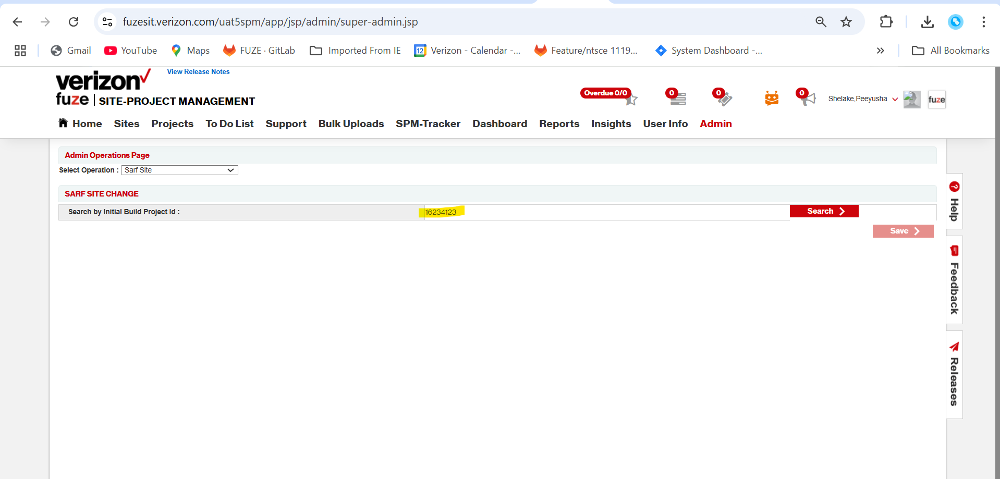 fuzesit.verizon.com/uat5spm/app/jsp/admin/super-admin.jsp
Gmail YouTube Maps FUZE · GitLab Imported From IE 12 Verizon - Calendar -... Feature/ntsce 1119... System Dashboard -... » All Bookmarks
verizon View Release Notes
fuze SITE-PROJECT MANAGEMENT
Overdue 0/0 0 0 0 Shelake,Peeyusha fuze
Home Sites Projects To Do List Support Bulk Uploads SPM-Tracker Dashboard Reports Insights User Info Admin
Admin Operations Page
Select Operation : Sarf Site
SARF SITE CHANGE
Search by Initial Build Project Id : 16234123 Search
Save
Help
Feedback
Releases